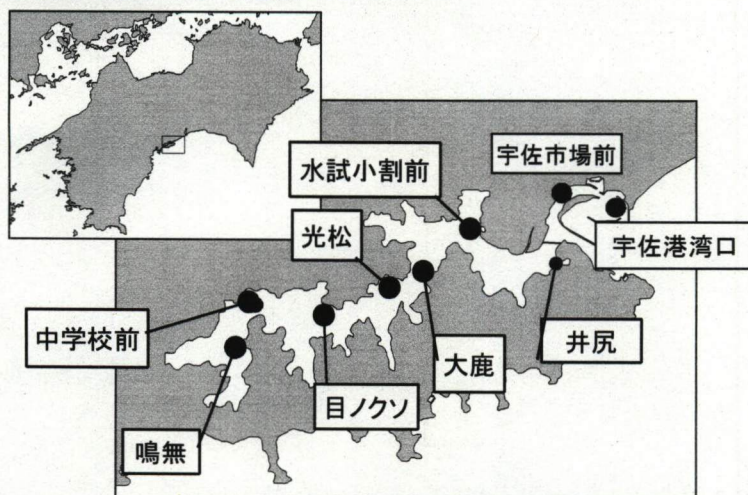 宇佐市場前
水試小割前
光松
宇佐港湾口
中学校前
大鹿
井尻
目ノクソ
鳴無